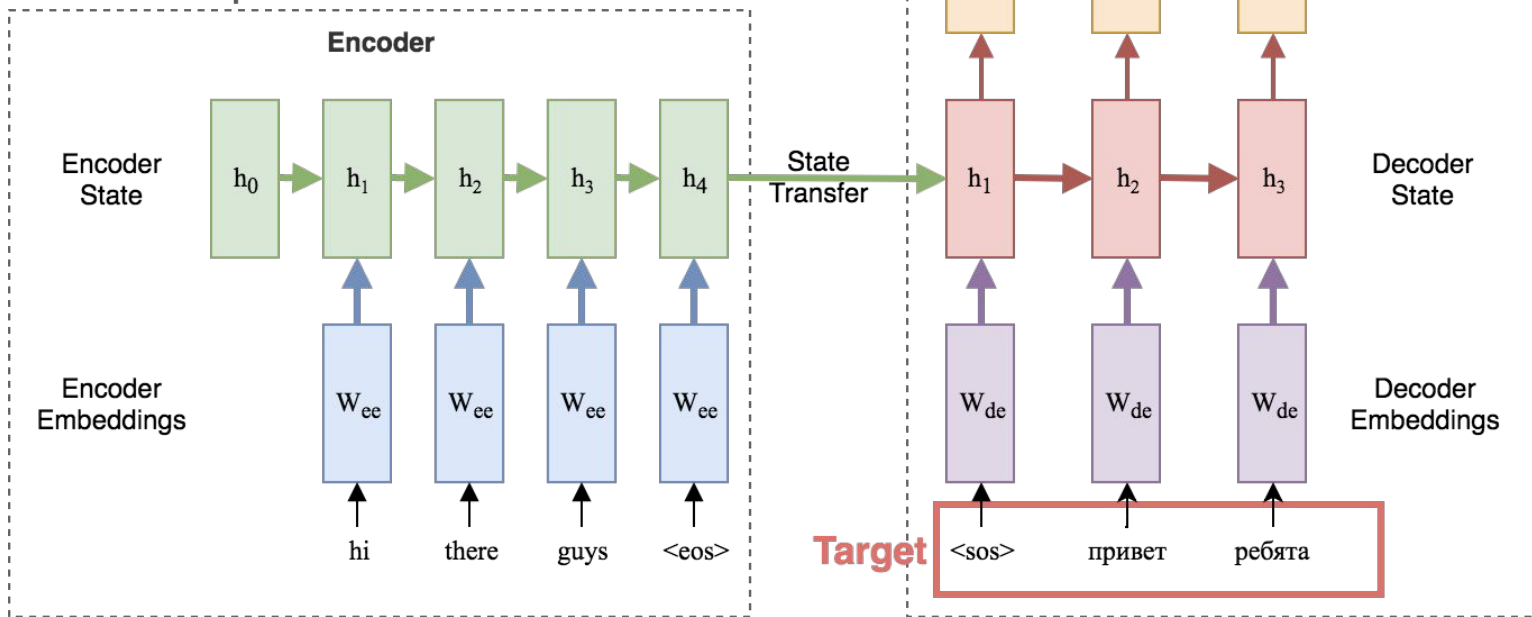 Encoder
Encoder
State
h0
h1
h2
h3
h4
State
Transfer
h1
h2
h3
Decoder
State
Encoder
Embeddings
Wee
Wee
Wee
Wee
Wde
Wde
Wde
Decoder
Embeddings
hi
there
guys
<eos>
Target
<sos>
привет
ребята